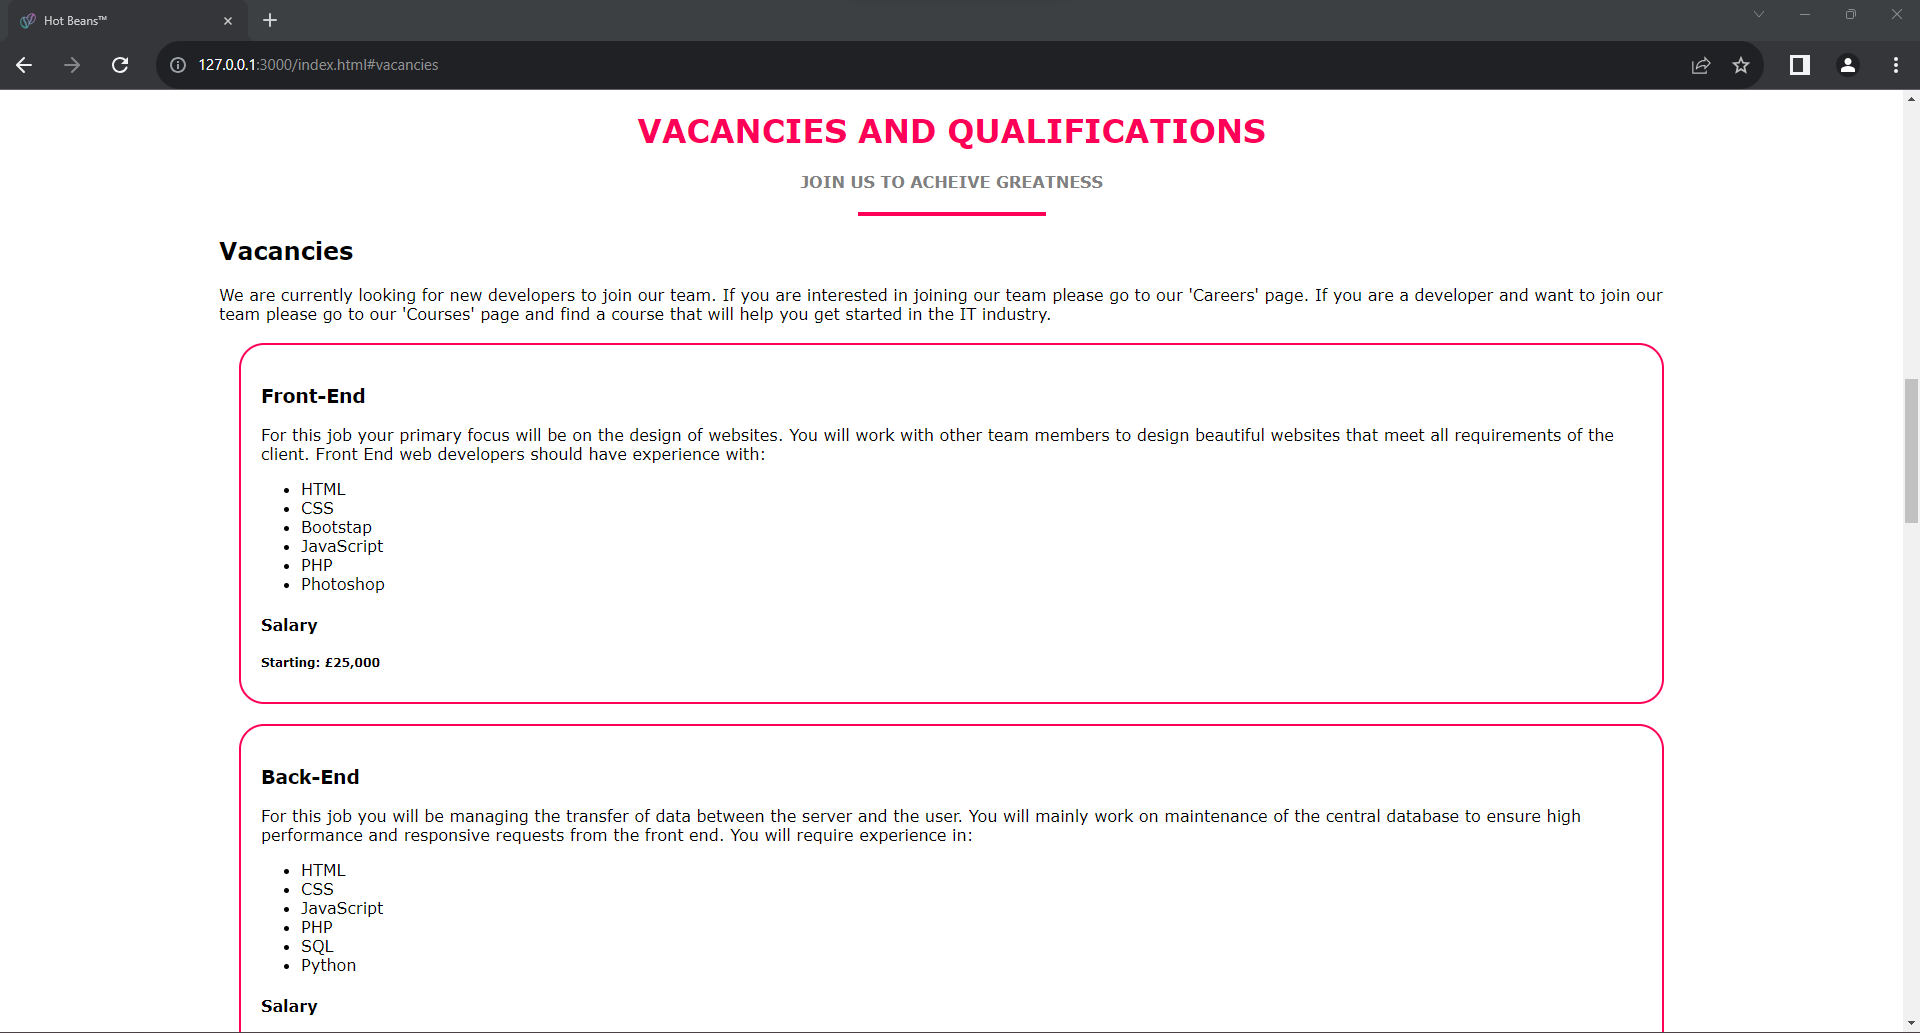 Hot Beans™
127.0.0.1:3000/index.html#vacancies
VACANCIES AND QUALIFICATIONS
JOIN US TO ACHEIVE GREATNESS
Vacancies
We are currently looking for new developers to join our team. If you are interested in joining our team please go to our 'Careers' page. If you are a developer and want to join our
team please go to our 'Courses' page and find a course that will help you get started in the IT industry.
Front-End
For this job your primary focus will be on the design of websites. You will work with other team members to design beautiful websites that meet all requirements of the
client. Front End web developers should have experience with:
• HTML
• CSS
• Bootstap
• JavaScript
• PHP
• Photoshop
Salary
Starting: £25,000
Back-End
For this job you will be managing the transfer of data between the server and the user. You will mainly work on maintenance of the central database to ensure high
performance and responsive requests from the front end. You will require experience in:
• HTML
• CSS
• JavaScript
• PHP
• SQL
• Python
Salary